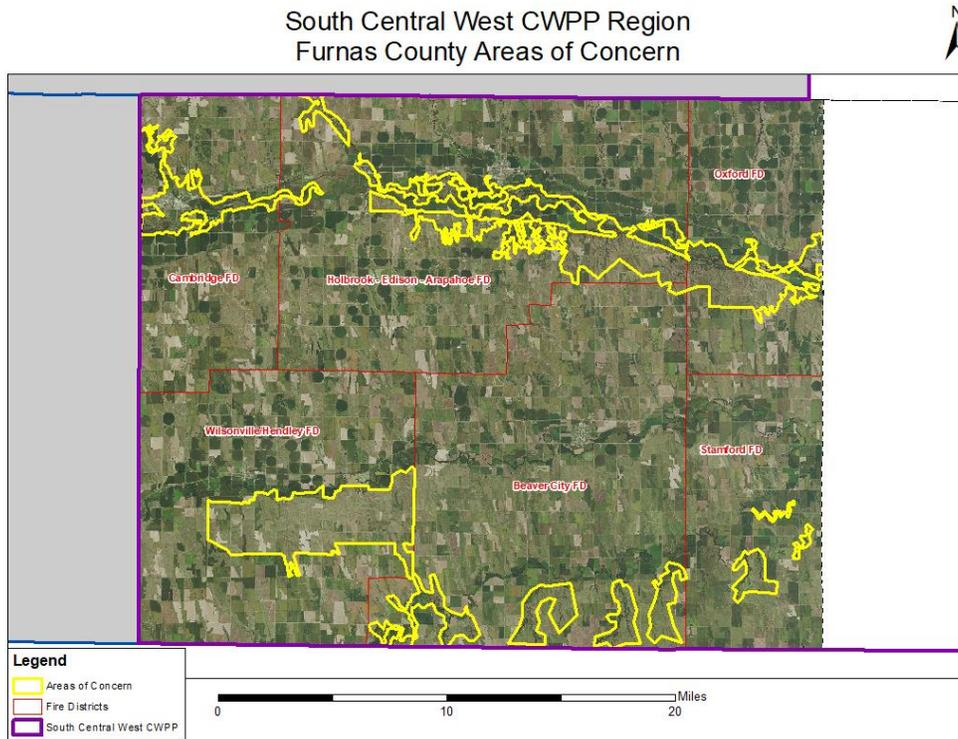 South Central West CWPP Region
Furnas County Areas of Concern
N
Oxford FD
Cambridge FD
Holbrook - Edison - Arapahoe FD
Wilsonville/Hendley FD
Stamford FD
Beaver City FD
Legend
Areas of Concern
Fire Districts
South Central West CWPP
Miles
0 10 20